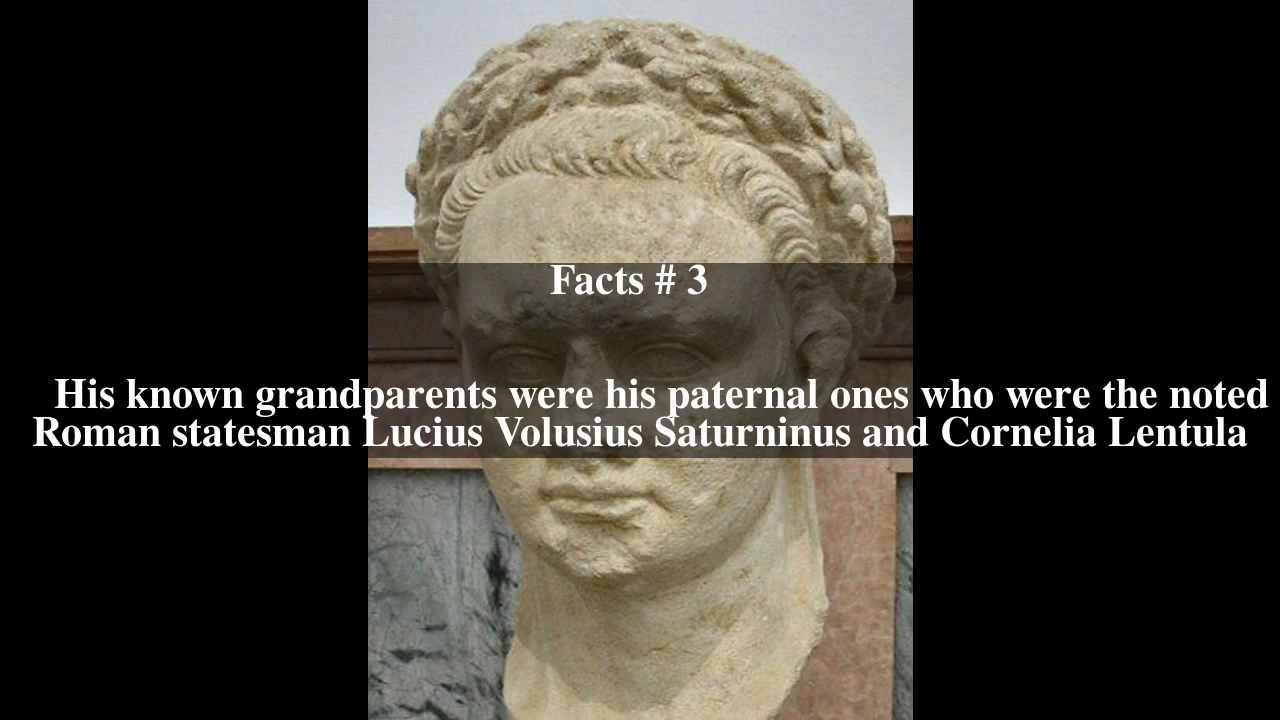 Facts # 3
His known grandparents were his paternal ones who were the noted
Roman statesman Lucius Volusius Saturninus and Cornelia Lentula